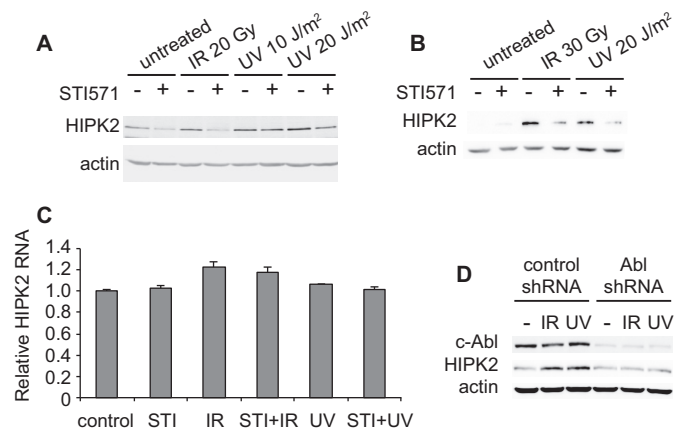 A
untreated IR 20 Gy UV 10 J/m² UV 20 J/m²
STI571 - + - + - + - +
HIPK2
actin
B
untreated IR 30 Gy UV 20 J/m²
STI571 - + - + - +
HIPK2
actin
C
Relative HIPK2 RNA
1.4
1.2
1.0
0.8
0.6
0.4
0.2
0
control STI IR STI+IR UV STI+UV
D
control shRNA Abl shRNA
- IR UV - IR UV
c-Abl
HIPK2
actin